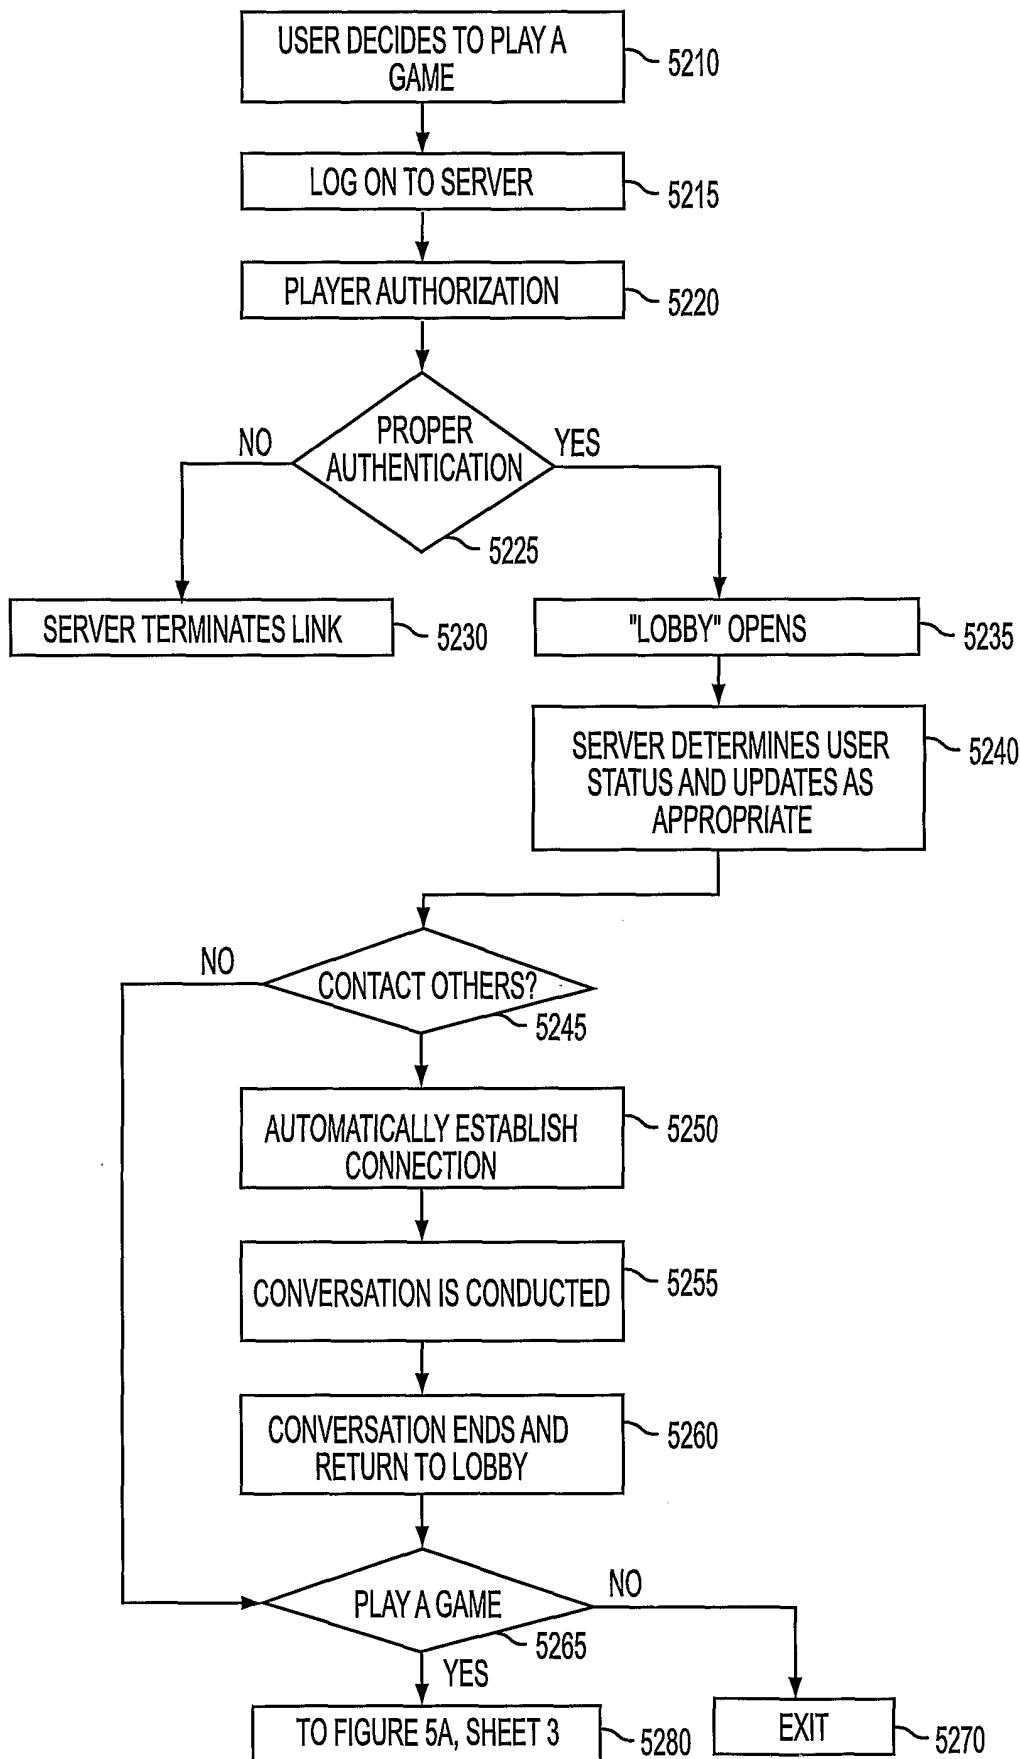 USER DECIDES TO PLAY A
GAME
5210
LOG ON TO SERVER
5215
PLAYER AUTHORIZATION
5220
NO
PROPER
AUTHENTICATION
YES
5225
SERVER TERMINATES LINK
5230
"LOBBY" OPENS
5235
SERVER DETERMINES USER
STATUS AND UPDATES AS
APPROPRIATE
5240
NO
CONTACT OTHERS?
5245
AUTOMATICALLY ESTABLISH
CONNECTION
5250
CONVERSATION IS CONDUCTED
5255
CONVERSATION ENDS AND
RETURN TO LOBBY
5260
PLAY A GAME
NO
5265
YES
TO FIGURE 5A, SHEET 3
5280
EXIT
5270